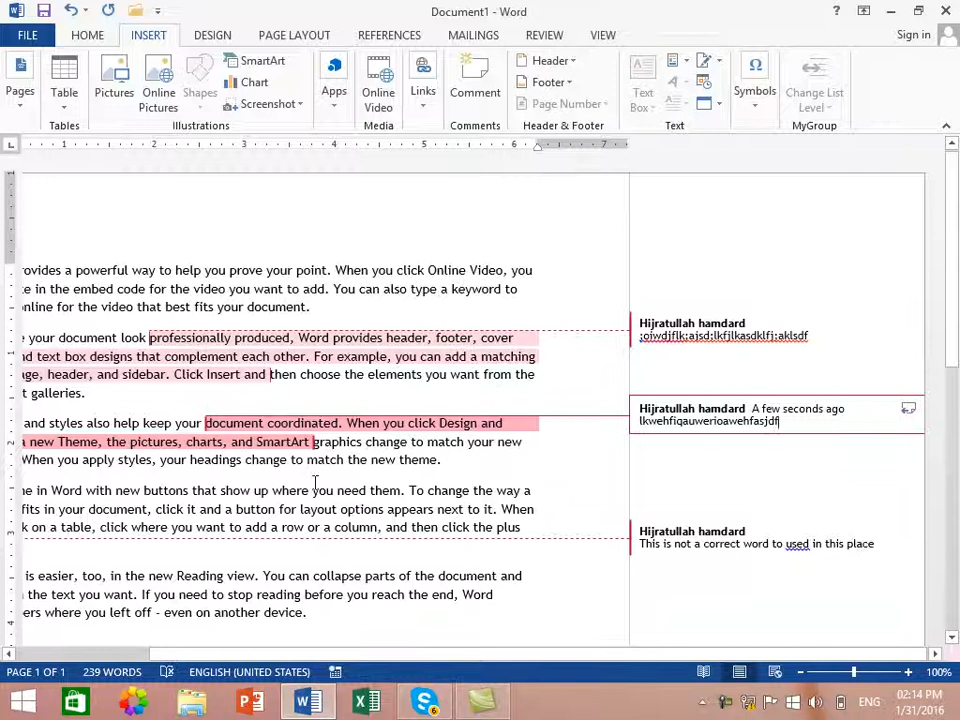 Document1 - Word
?
FILE HOME INSERT DESIGN PAGE LAYOUT REFERENCES MAILINGS REVIEW VIEW Sign in
Pages
Table
Pictures
Online Pictures
Shapes
SmartArt
Chart
Screenshot
Apps
Online Video
Links
Comment
Header
Footer
Page Number
Text Box
Symbols
Change List Level
Tables Illustrations Media Comments Header & Footer Text MyGroup
1 2 3 4 5 6 7
rovides a powerful way to help you prove your point. When you click Online Video, you
e in the embed code for the video you want to add. You can also type a keyword to
nline for the video that best fits your document.
e your document look professionally produced, Word provides header, footer, cover
nd text box designs that complement each other. For example, you can add a matching
age, header, and sidebar. Click Insert and then choose the elements you want from the
t galleries.
and styles also help keep your document coordinated. When you click Design and
a new Theme, the pictures, charts, and SmartArt graphics change to match your new
When you apply styles, your headings change to match the new theme.
ne in Word with new buttons that show up where you need them. To change the way a
fits in your document, click it and a button for layout options appears next to it. When
k on a table, click where you want to add a row or a column, and then click the plus
is easier, too, in the new Reading view. You can collapse parts of the document and
n the text you want. If you need to stop reading before you reach the end, Word
ers where you left off - even on another device.
Hijratullah hamdard
;oiwdjflk;ajsd;lkfjlkasdklfj;aklsdf
Hijratullah hamdard A few seconds ago
lkwehfiqauwerioawehfasjdf
Hijratullah hamdard
This is not a correct word to used in this place
PAGE 1 OF 1 239 WORDS ENGLISH (UNITED STATES) 100%
6
ENG
02:14 PM
1/31/2016